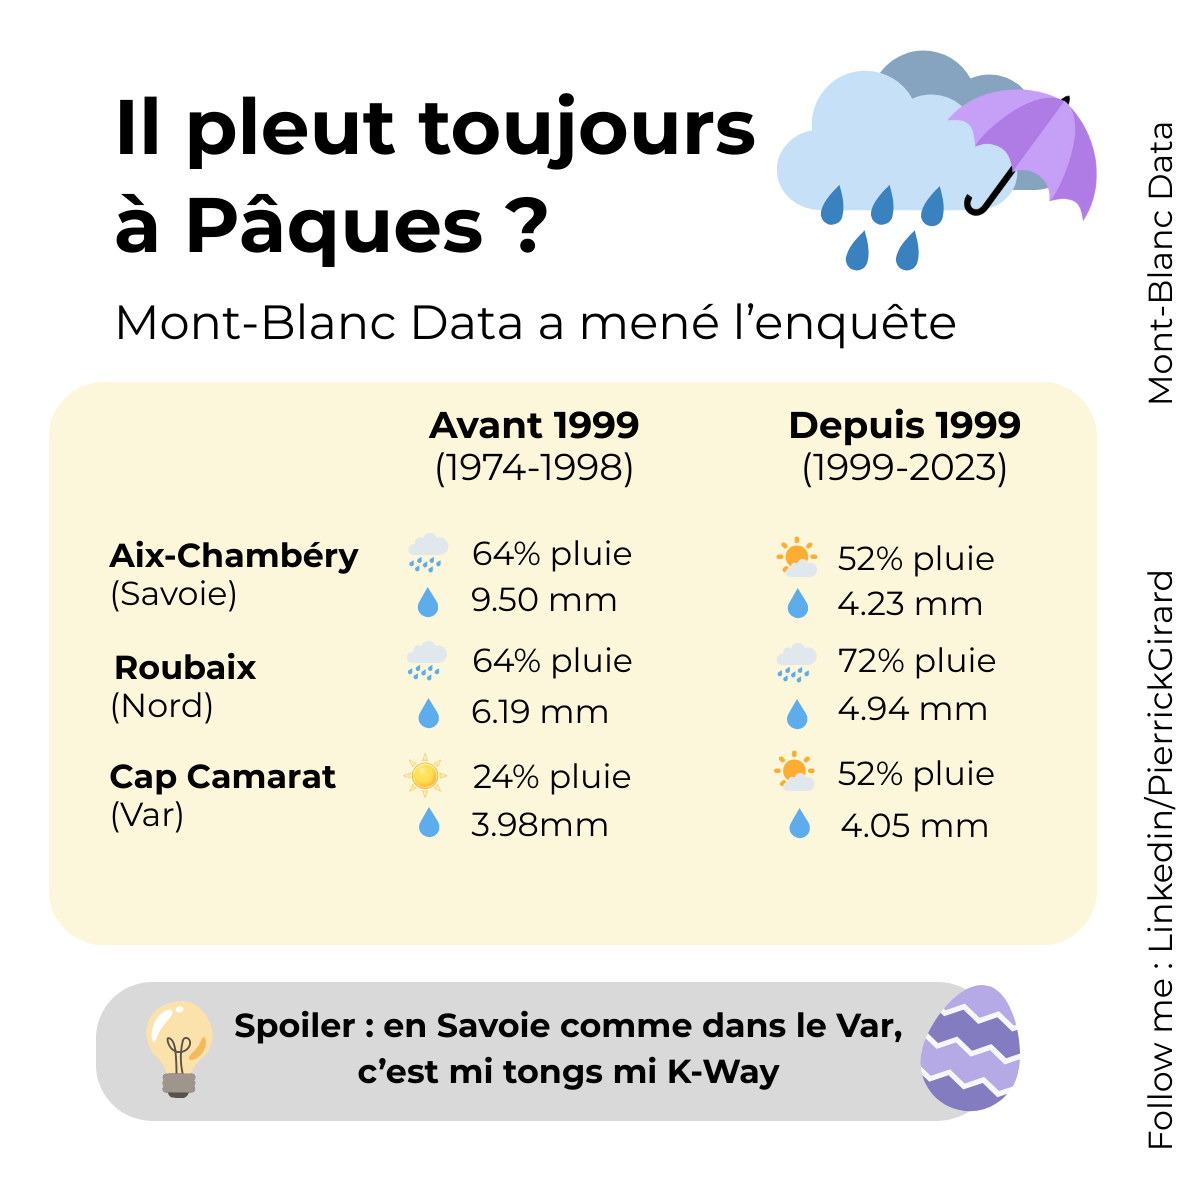 Il pleut toujours
à Pâques ?
Mont-Blanc Data a mené l’enquête
Avant 1999
(1974-1998)
Depuis 1999
(1999-2023)
Aix-Chambéry
(Savoie)
64% pluie
9.50 mm
52% pluie
4.23 mm
Roubaix
(Nord)
64% pluie
6.19 mm
72% pluie
4.94 mm
Cap Camarat
(Var)
24% pluie
3.98mm
52% pluie
4.05 mm
Spoiler : en Savoie comme dans le Var,
c’est mi tongs mi K-Way
Mont-Blanc Data
Follow me : Linkedin/PierrickGirard